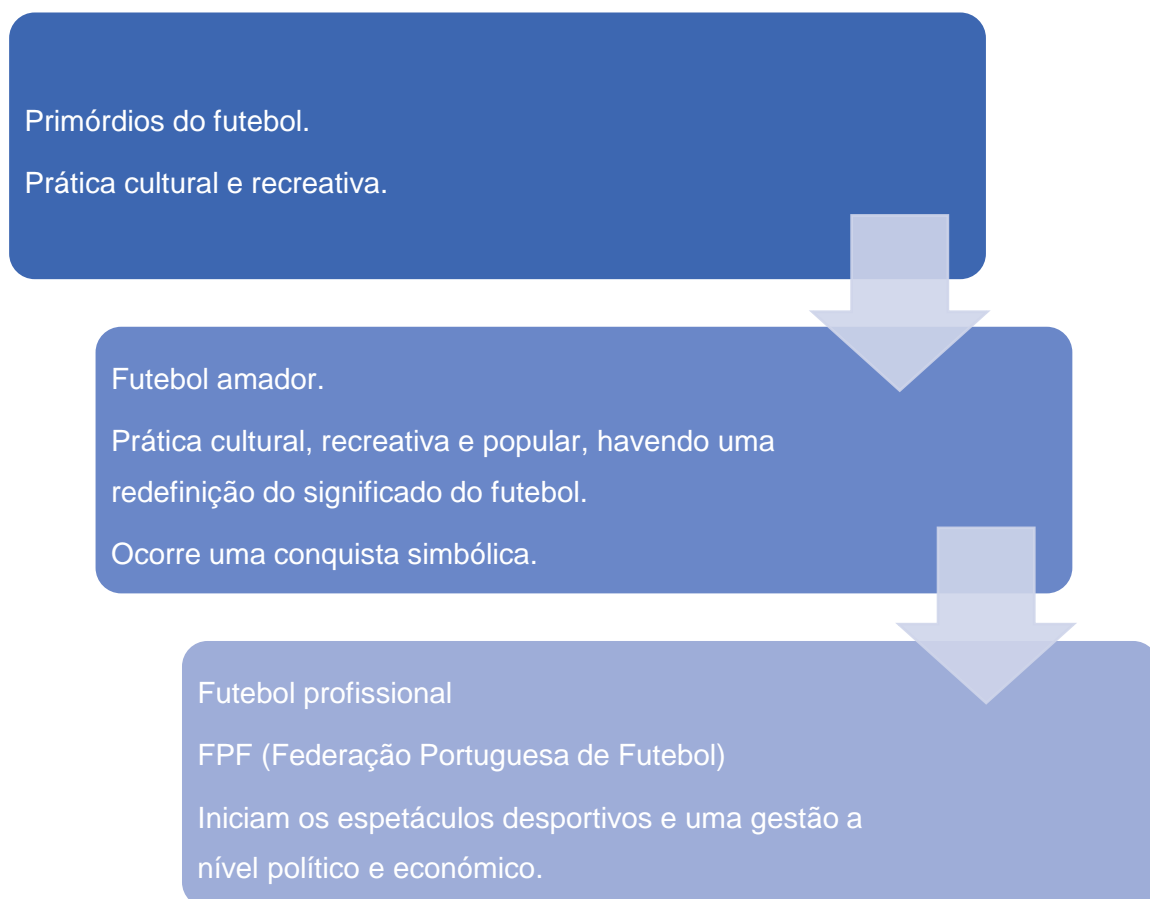 Primórdios do futebol.
Prática cultural e recreativa.
Futebol amador.
Prática cultural, recreativa e popular, havendo uma
redefinição do significado do futebol.
Ocorre uma conquista simbólica.
Futebol profissional
FPF (Federação Portuguesa de Futebol)
Iniciam os espetáculos desportivos e uma gestão a
nível político e económico.